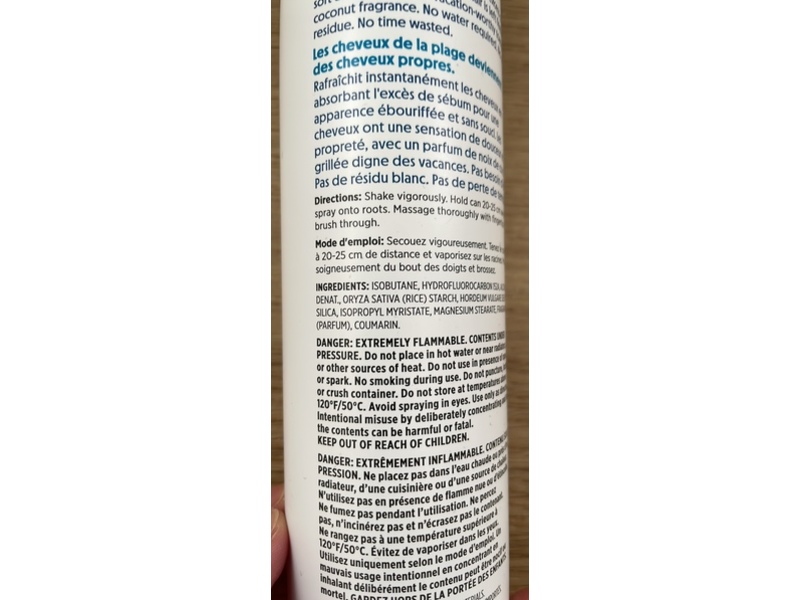 coconut fragrance. No water required,
residue. No time wasted.
Les cheveux de la plage deviennent
des cheveux propres.
Rafraîchit instantanément les cheveux
absorbant l'excès de sébum pour une
apparence ébouriffée et sans souci.
cheveux ont une sensation de douceur
propreté, avec un parfum de noix de
grillée digne des vacances. Pas besoin
Pas de résidu blanc. Pas de perte de
Directions: Shake vigorously. Hold can 20-25 cm
spray onto roots. Massage thoroughly with
brush through.
Mode d'emploi: Secouez vigoureusement. Tenez
à 20-25 cm de distance et vaporisez sur les racines
soigneusement du bout des doigts et brossez.
INGREDIENTS: ISOBUTANE, HYDROFLUOROCARBON
DENAT., ORYZA SATIVA (RICE) STARCH, HORDEUM VULGARE
SILICA, ISOPROPYL MYRISTATE, MAGNESIUM STEARATE,
(PARFUM), COUMARIN.
DANGER: EXTREMELY FLAMMABLE. CONTENTS UNDER
PRESSURE. Do not place in hot water or near
or other sources of heat. Do not use in presence of
or spark. No smoking during use. Do not puncture,
or crush container. Do not store at temperatures
120°F/50°C. Avoid spraying in eyes. Use only as
Intentional misuse by deliberately concentrating
the contents can be harmful or fatal.
KEEP OUT OF REACH OF CHILDREN.
DANGER: EXTRÊMEMENT INFLAMMABLE. CONTENU
PRESSION. Ne placez pas dans l'eau chaude ou
radiateur, d'une cuisinière ou d'une source de chaleur.
N'utilisez pas en présence de flamme nue ou
Ne fumez pas pendant l'utilisation. Ne percez
pas, n'incinérez pas et n'écrasez pas le contenant.
Ne rangez pas à une température supérieure à
120°F/50°C. Évitez de vaporiser dans les yeux.
Utilisez uniquement selon le mode d'emploi. Un
mauvais usage intentionnel en concentrant en
inhalant délibérément le contenu peut être nocif ou
mortel. GARDEZ HORS DE LA PORTÉE DES ENFANTS.